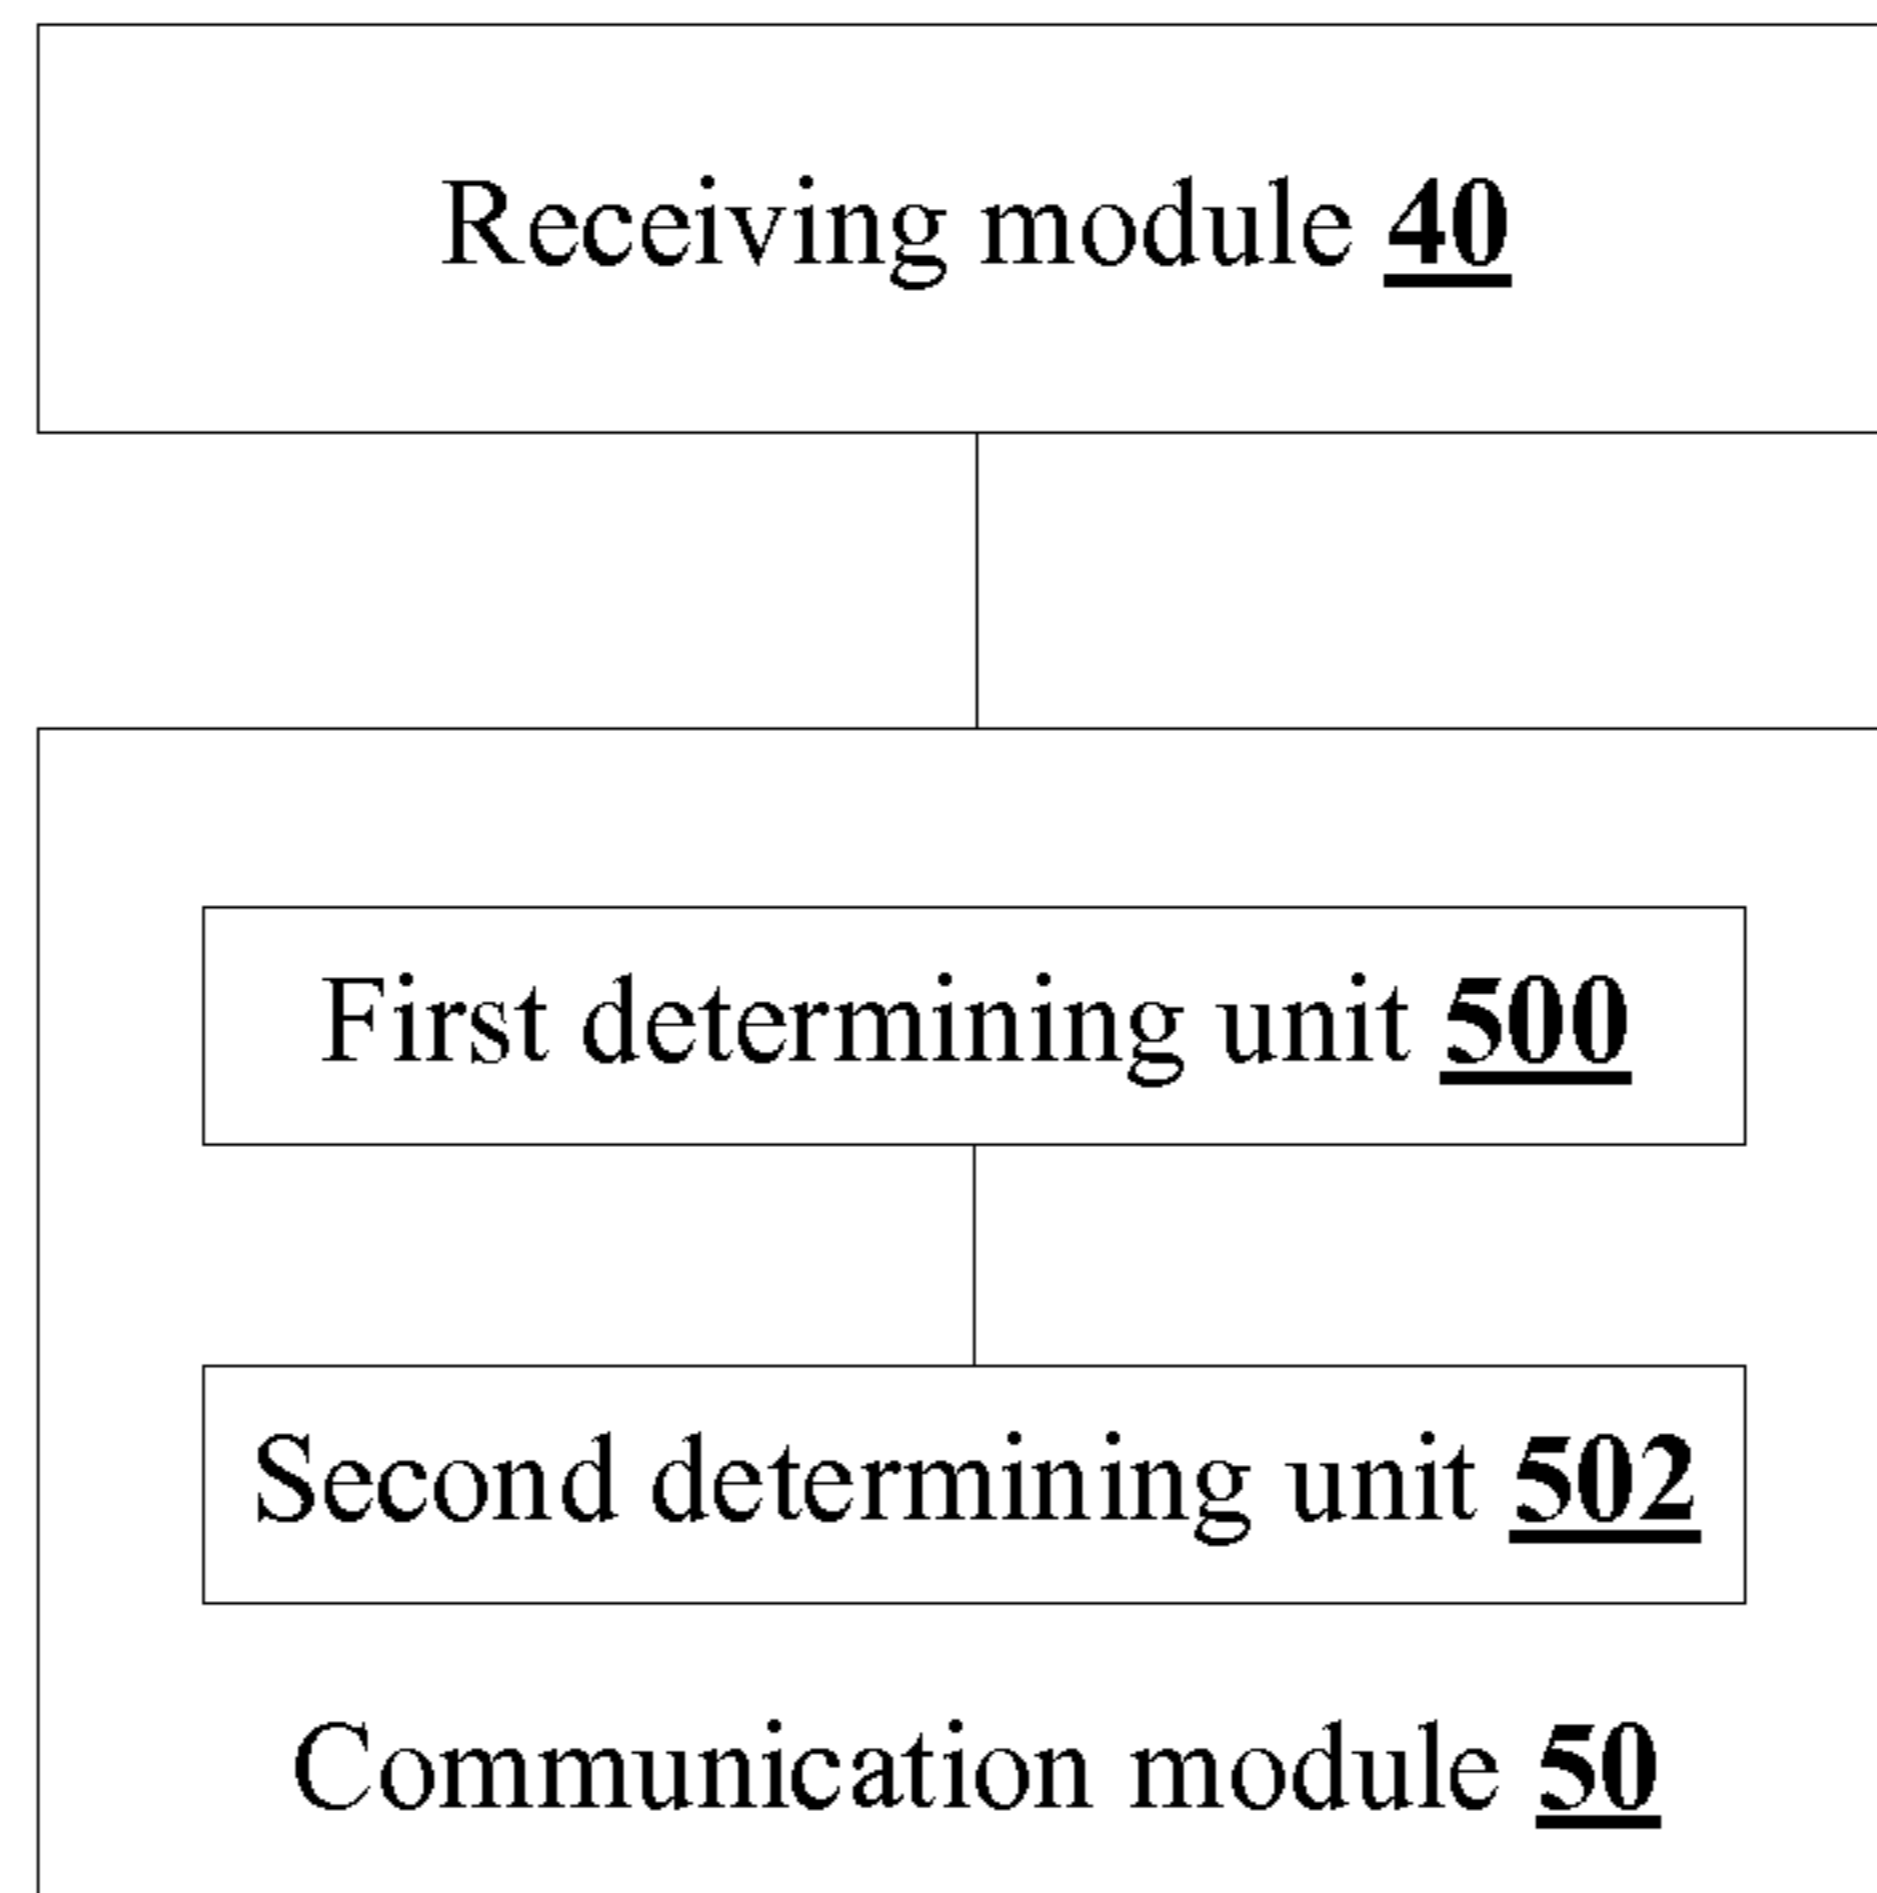 Receiving module 40
First determining unit 500
Second determining unit 502
Communication module 50